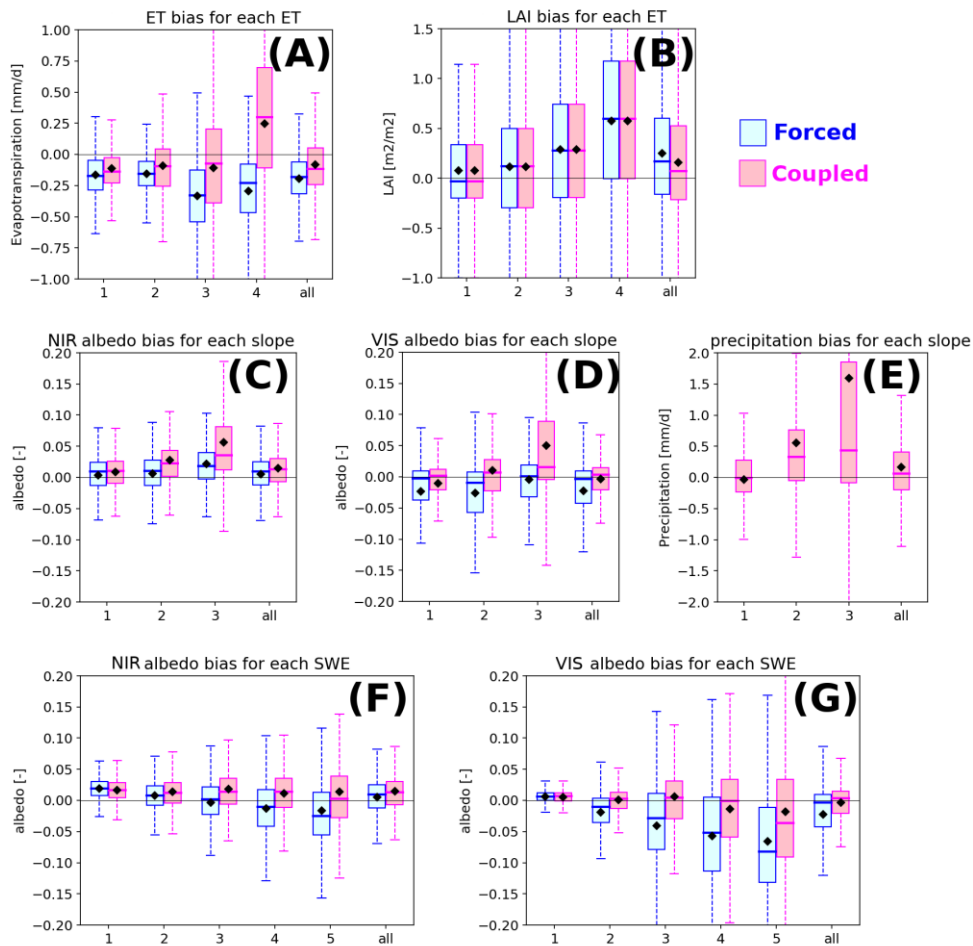 ET bias for each ET
(A)
Evapotranspiration [mm/d]
1.00
0.75
0.50
0.25
0.00
−0.25
−0.50
−0.75
−1.00
1 2 3 4 all
LAI bias for each ET
(B)
LAI [m2/m2]
1.5
1.0
0.5
0.0
−0.5
−1.0
1 2 3 4 all
Forced
Coupled
NIR albedo bias for each slope
(C)
albedo [-]
0.20
0.15
0.10
0.05
0.00
−0.05
−0.10
−0.15
−0.20
1 2 3 all
VIS albedo bias for each slope
(D)
albedo [-]
0.20
0.15
0.10
0.05
0.00
−0.05
−0.10
−0.15
−0.20
1 2 3 all
precipitation bias for each slope
(E)
Precipitation [mm/d]
2.0
1.5
1.0
0.5
0.0
−0.5
−1.0
−1.5
−2.0
1 2 3 all
NIR albedo bias for each SWE
(F)
albedo [-]
0.20
0.15
0.10
0.05
0.00
−0.05
−0.10
−0.15
−0.20
1 2 3 4 5 all
VIS albedo bias for each SWE
(G)
albedo [-]
0.20
0.15
0.10
0.05
0.00
−0.05
−0.10
−0.15
−0.20
1 2 3 4 5 all